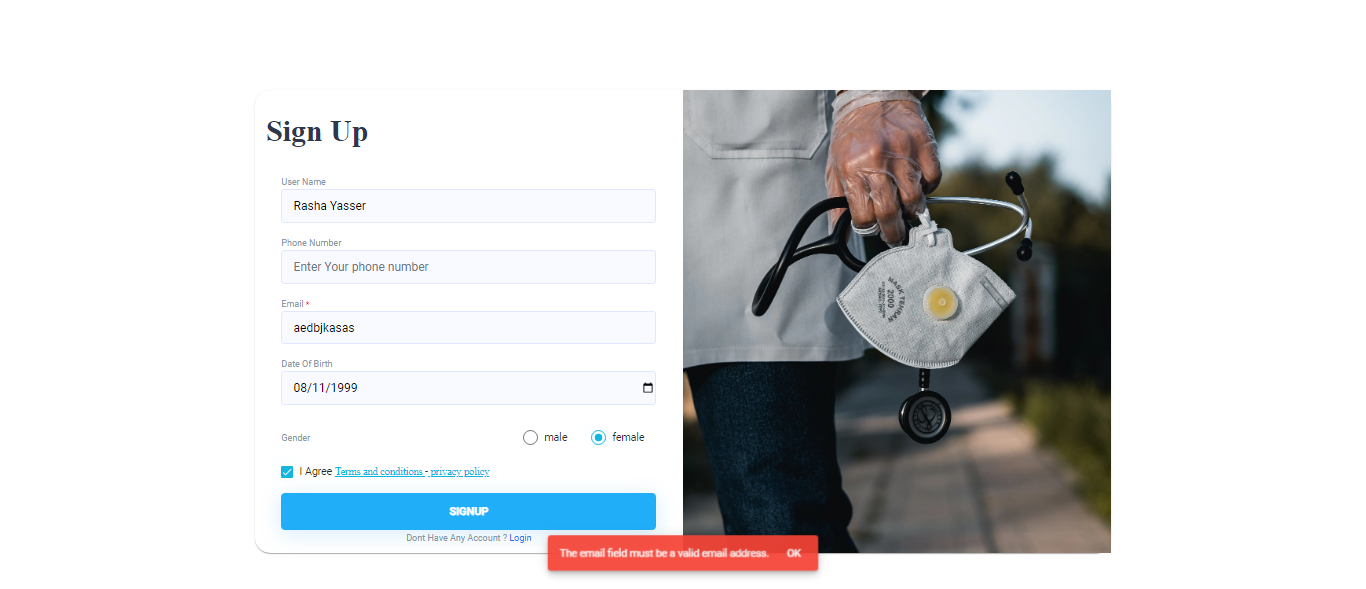 Sign Up
User Name
Rasha Yasser
Phone Number
Enter Your phone number
Email *
aedbjkasas
Date Of Birth
08/11/1999
Gender
male
female
I Agree Terms and conditions - privacy policy
SIGNUP
Dont Have Any Account ? Login
The email field must be a valid email address. OK
MASK TEHRAN
2000